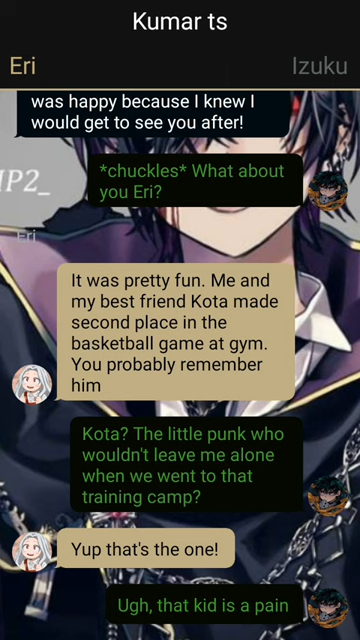 Kumar ts
Eri
Izuku
was happy because I knew I
would get to see you after!
*chuckles* What about
you Eri?
IP2_
Eri
It was pretty fun. Me and
my best friend Kota made
second place in the
basketball game at gym.
You probably remember
him
Kota? The little punk who
wouldn't leave me alone
when we went to that
training camp?
Yup that's the one!
Ugh, that kid is a pain